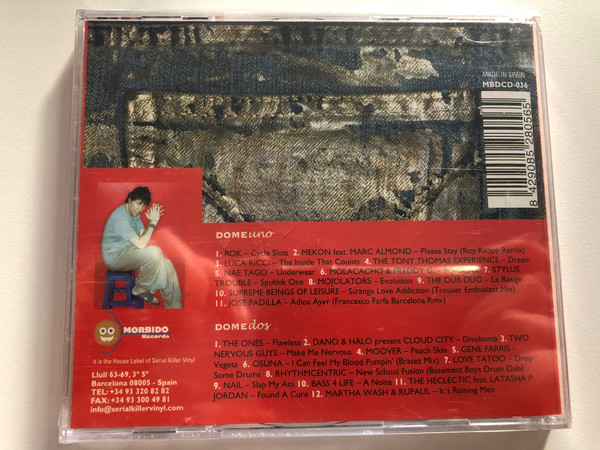 MADE IN SPAIN
MBDCD-036
8 429085 280565
DOME uno
1. ROK – Cycle Sluts 2. MEKON feat. MARC ALMOND – Please Stay (Roy Ksopp Remix)
3. LUCA RICCI – The Inside That Counts 4. THE TONY THOMAS EXPERIENCE – Dream
5. NAE TAGO – Underwear 6. MOLACACHO & FREDDY 7. STYLUS
TROUBLE – Sputnik One 8. MOJOLATORS – Evolution 9. THE DUB DUO – Le Rouge
10. SUPREME BEINGS OF LEISURE – Strange Love Addiction (Trouser Enthusiast Mix)
11. JOSE PADILLA – Adios Ayer (Francesco Farfa Barcelona Rmx)
DOME dos
1. THE ONES – Flawless 2. DANO & HALO present CLOUD CITY – Divebomb 3. TWO
NERVOUS GUYS – Make Me Nervous 4. MOOVER – Peach Skin 5. GENE FARRIS –
Vegeta 6. OSUNA – I Can Feel My Blood Pumpin' (Brasez Mix) 7. LOVE TATOO – Drop
Some Drums 8. RHYTHMCENTRIC – New School Fusion (Basement Boys Drum Dub)
9. NAIL – Slap My Ass 10. BASS 4 LIFE – A Noite 11. THE HECLECTIC feat. LATASHA P.
JORDAN – Found A Cure 12. MARTHA WASH & RUPAUL – It´s Raining Men
MORBIDO
Records
It is the House Label of Serial Killer Vinyl
Llull 63-69, 3º 5ª
Barcelona 08005 - Spain
TEL: +34 93 320 82 82
FAX: +34 93 300 49 81
info@serialkillervinyl.com